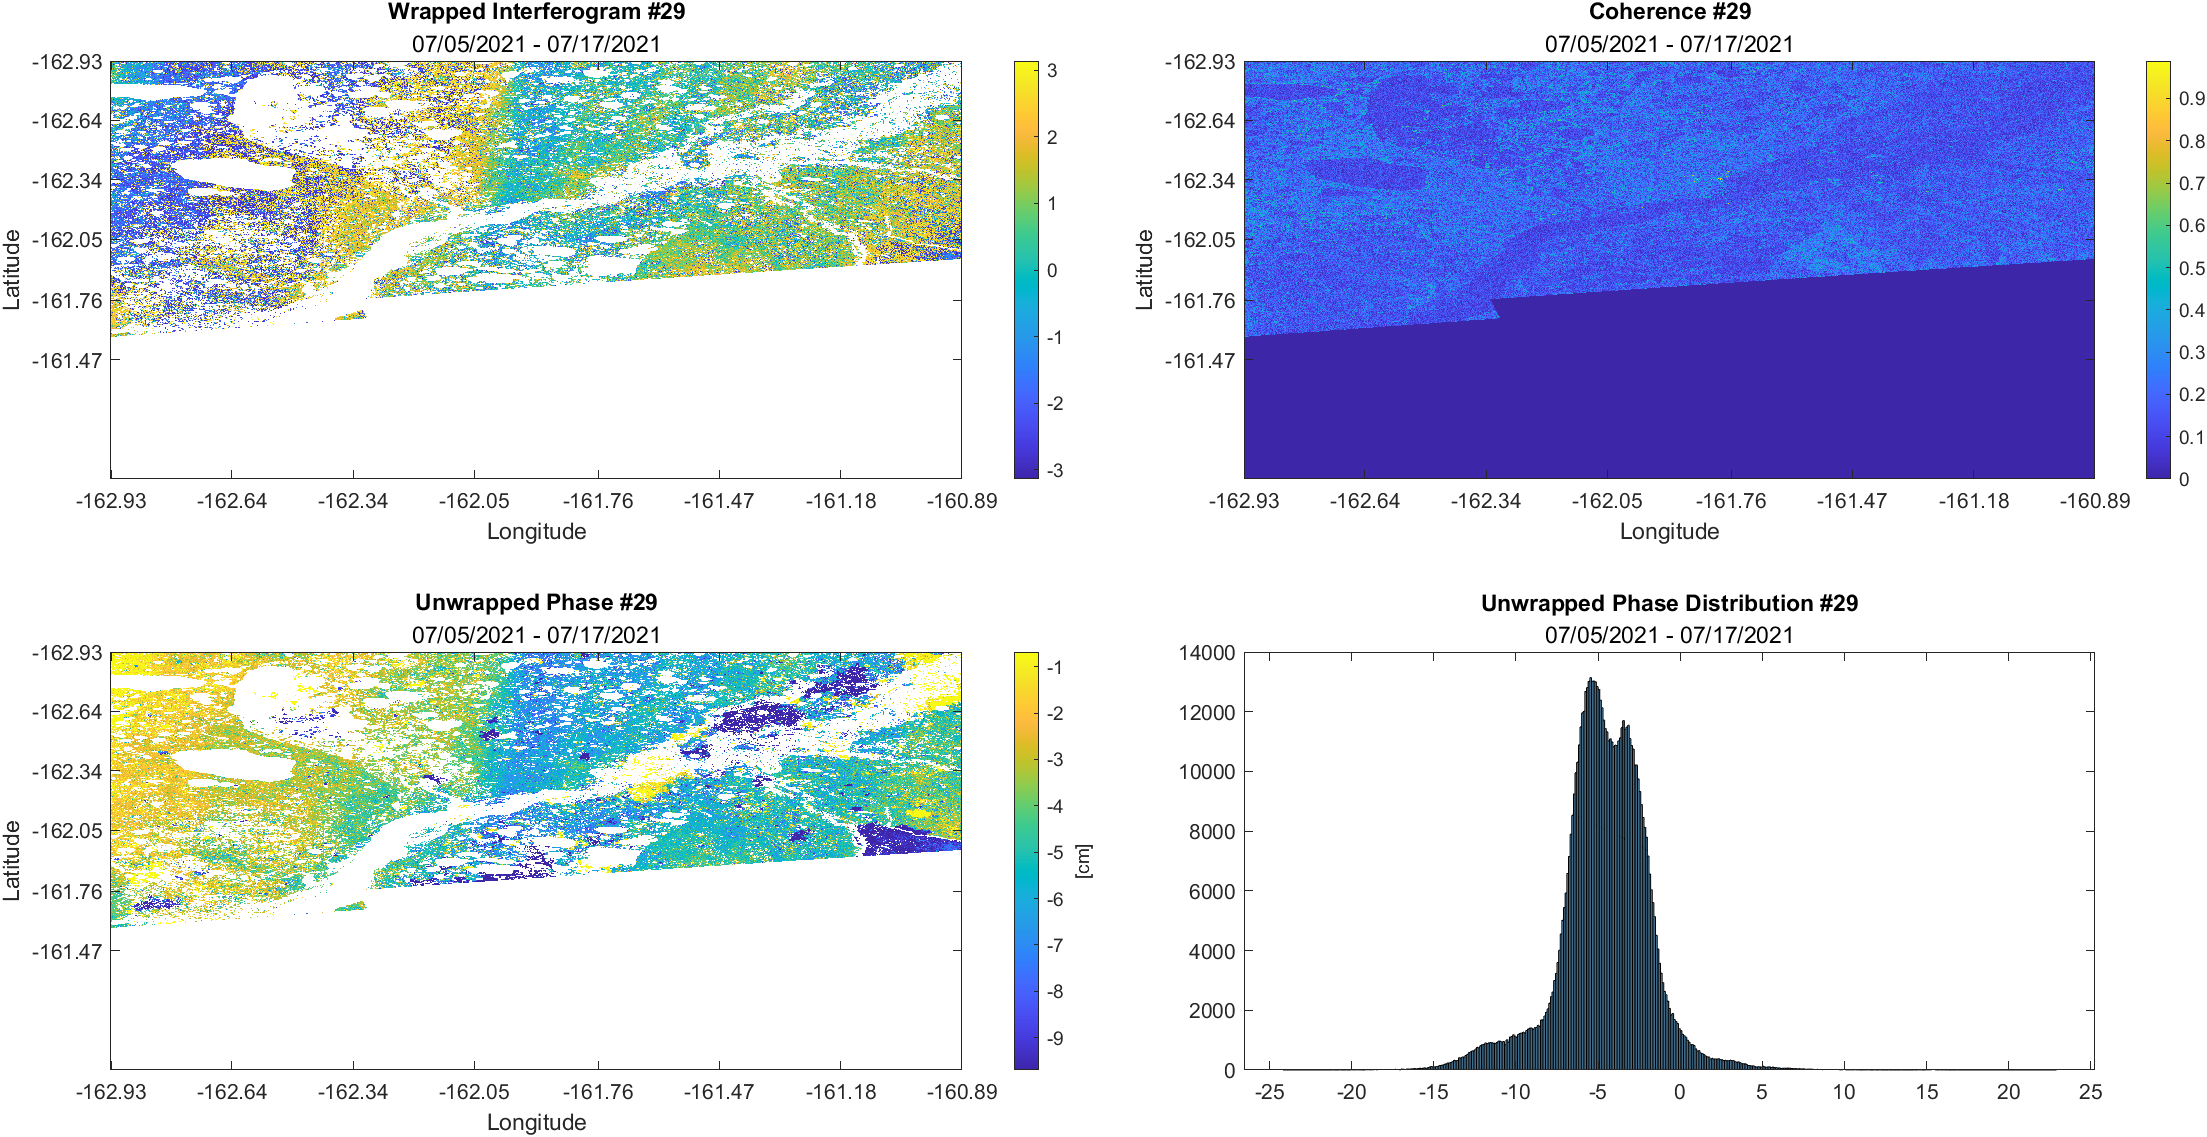 Wrapped Interferogram #29
07/05/2021 - 07/17/2021
-162.93
-162.64
-162.34
-162.05
-161.76
-161.47
Latitude
-162.93 -162.64 -162.34 -162.05 -161.76 -161.47 -161.18 -160.89
Longitude
3
2
1
0
-1
-2
-3
Coherence #29
07/05/2021 - 07/17/2021
-162.93
-162.64
-162.34
-162.05
-161.76
-161.47
Latitude
-162.93 -162.64 -162.34 -162.05 -161.76 -161.47 -161.18 -160.89
Longitude
0.9
0.8
0.7
0.6
0.5
0.4
0.3
0.2
0.1
0
Unwrapped Phase #29
07/05/2021 - 07/17/2021
-162.93
-162.64
-162.34
-162.05
-161.76
-161.47
Latitude
-162.93 -162.64 -162.34 -162.05 -161.76 -161.47 -161.18 -160.89
Longitude
-1
-2
-3
-4
-5
-6
-7
-8
-9
[cm]
Unwrapped Phase Distribution #29
07/05/2021 - 07/17/2021
14000
12000
10000
8000
6000
4000
2000
0
-25 -20 -15 -10 -5 0 5 10 15 20 25